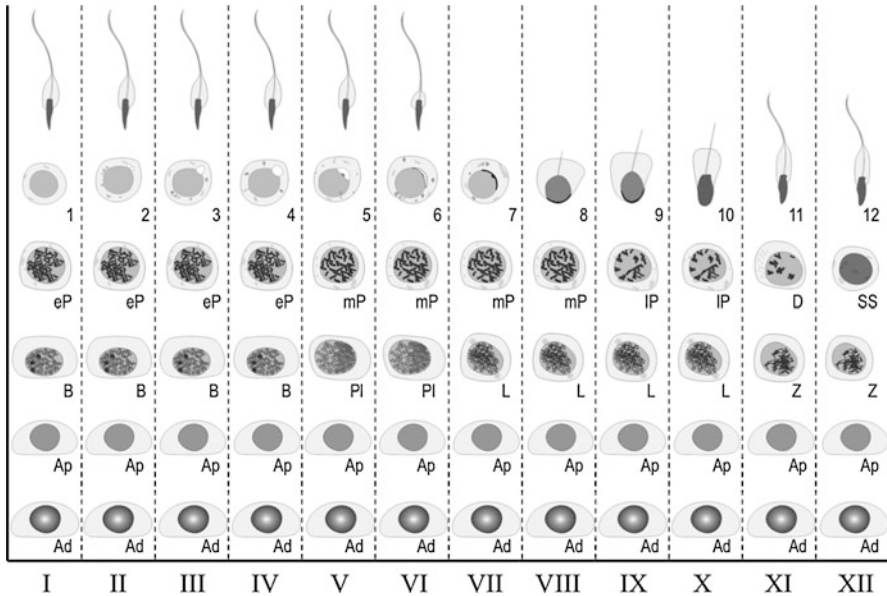 1 2 3 4 5 6 7 8 9 10 11 12
eP eP eP eP mP mP mP mP lP lP D SS
B B B B Pl Pl L L L L Z Z
Ap Ap Ap Ap Ap Ap Ap Ap Ap Ap Ap Ap
Ad Ad Ad Ad Ad Ad Ad Ad Ad Ad Ad Ad
I II III IV V VI VII VIII IX X XI XII